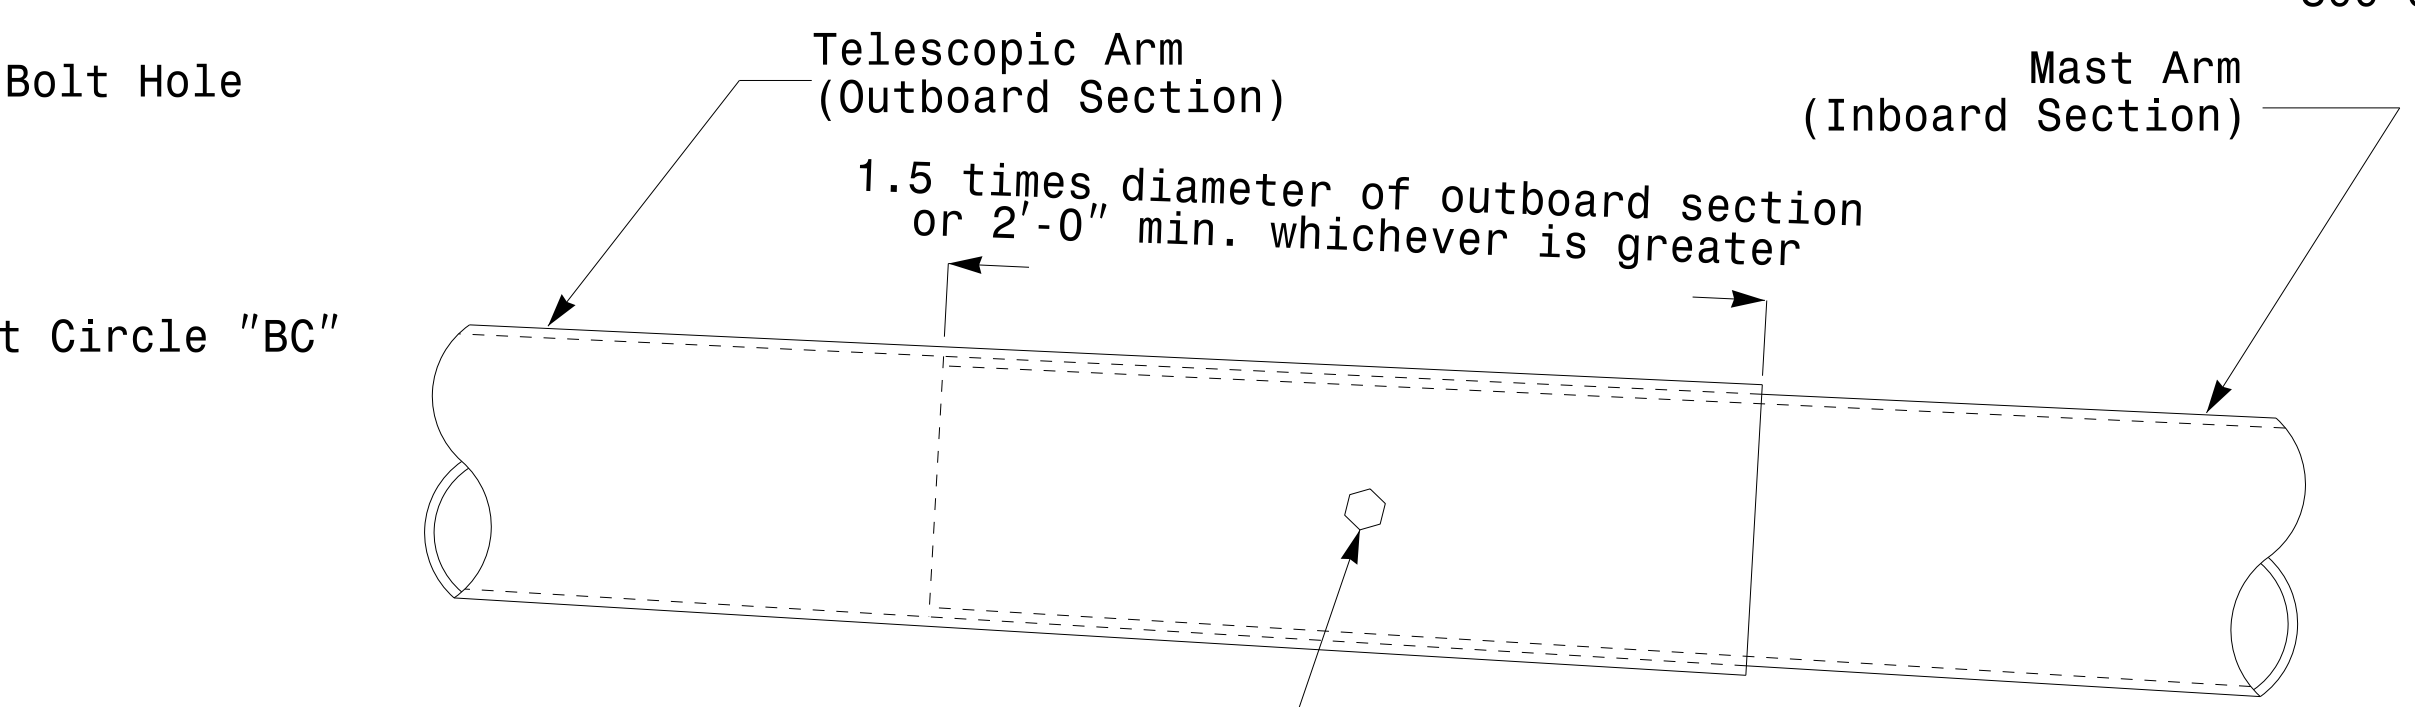 Bolt Hole
t Circle "BC"
Telescopic Arm
(Outboard Section)
1.5 times diameter of outboard section
or 2'-0" min. whichever is greater
Mast Arm
(Inboard Section)